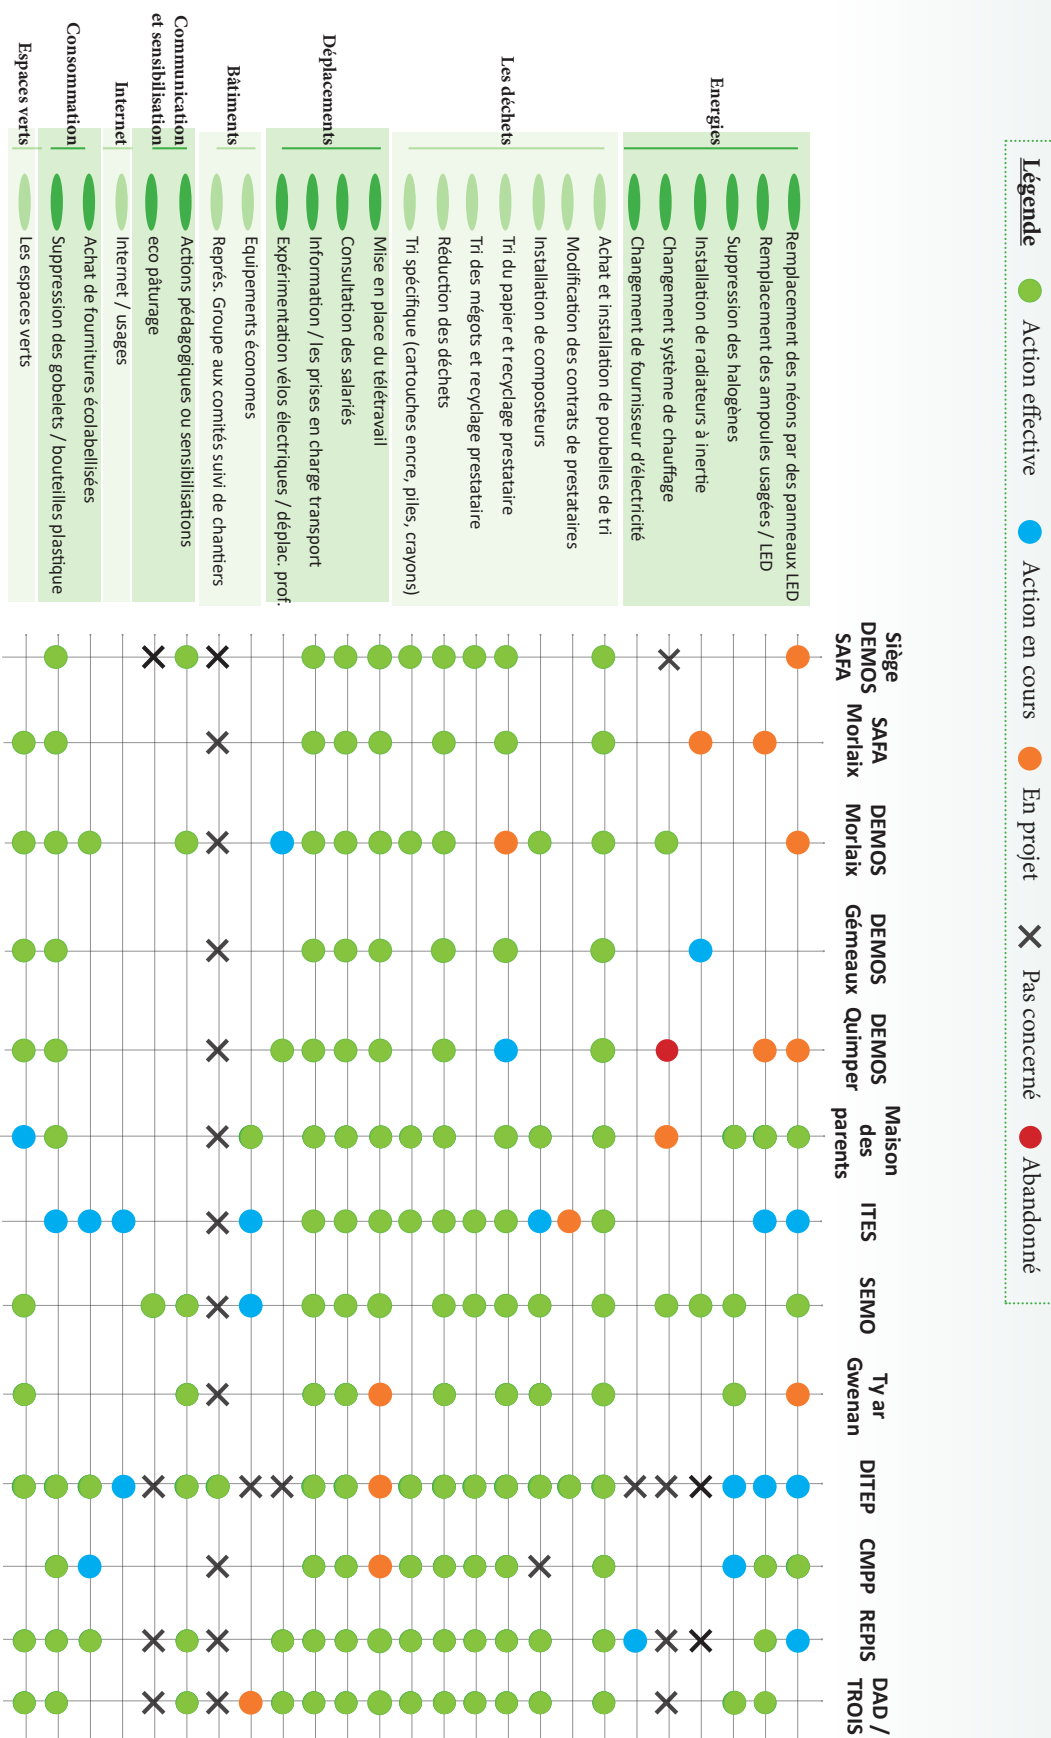 Légende
Action effective
Action en cours
En projet
Pas concerné
Abandonné
Siège
DEMOS
SAFA
SAFA
Morlaix
DEMOS
Morlaix
DEMOS
Gémeaux
DEMOS
Quimper
Maison
des
parents
ITES
SEMO
Ty ar
Gwenan
DITEP
CMPP
REPIS
DAD /
TROIS
Energies
Remplacement des néons par des panneaux LED
Remplacement des ampoules usagées / LED
Suppression des halogènes
Installation de radiateurs à inertie
Changement système de chauffage
Changement de fournisseur d'électricité
Les déchets
Achat et installation de poubelles de tri
Modification des contrats de prestataires
Installation de composteurs
Tri du papier et recyclage prestataire
Tri des mégots et recyclage prestataire
Réduction des déchets
Tri spécifique (cartouches encre, piles, crayons)
Déplacements
Mise en place du télétravail
Consultation des salariés
Information / les prises en charge transport
Expérimentation vélos électriques / déplac. prof.
Bâtiments
Equipements économes
Représ. Groupe aux comités suivi de chantiers
Communication
et sensibilisation
Actions pédagogiques ou sensibilisations
eco pâturage
Internet
Internet / usages
Consommation
Achat de fournitures écolabellisées
Suppression des gobelets / bouteilles plastique
Espaces verts
Les espaces verts